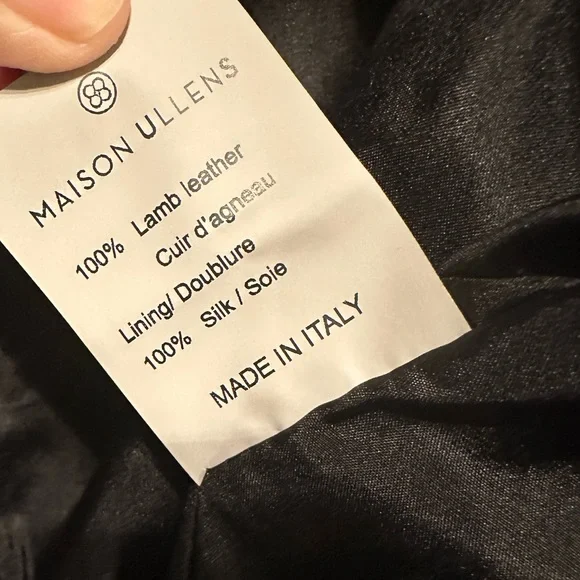 MAISON ULLENS
100% Lamb leather
Cuir d'agneau
Lining/ Doublure
100% Silk / Soie
MADE IN ITALY